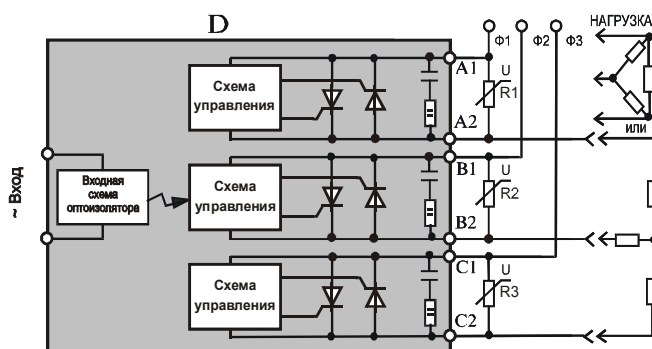 D
Ф1 Ф2 Ф3
НАГРУЗКА
ИЛИ
~ Вход
Входная
схема
оптоизолятора
Схема
управления
A1
U
R1
A2
Схема
управления
B1
U
R2
B2
Схема
управления
C1
U
R3
C2